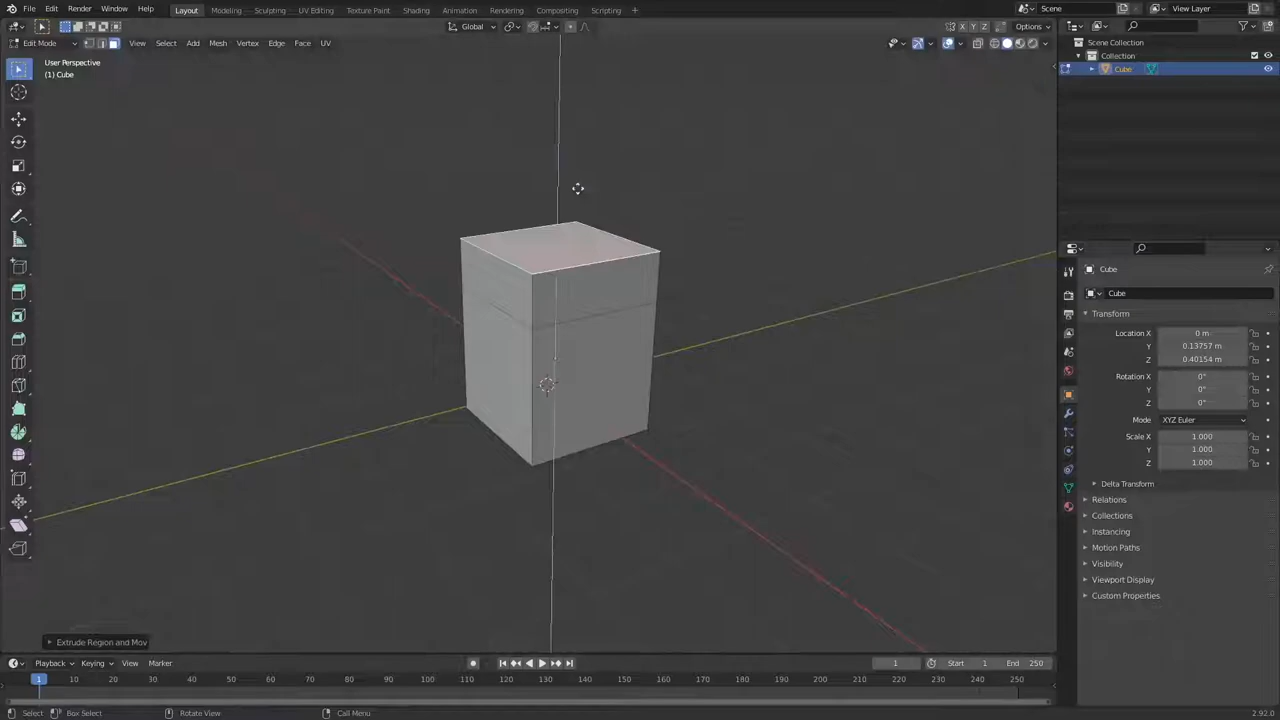 File Edit Render Window Help
Layout Modeling Sculpting UV Editing Texture Paint Shading Animation Rendering Compositing Scripting +
Scene View Layer
Global X Y Z Options
Edit Mode View Select Add Mesh Vertex Edge Face UV
Scene Collection
Collection
Cube
User Perspective
(1) Cube
Cube
Cube
Transform
Location X 0 m
Y 0.13757 m
Z 0.40154 m
Rotation X 0°
Y 0°
Z 0°
Mode XYZ Euler
Scale X 1.000
Y 1.000
Z 1.000
Delta Transform
Relations
Collections
Instancing
Motion Paths
Visibility
Viewport Display
Custom Properties
Extrude Region and Mov
Playback Keying View Marker 1 Start 1 End 250
1 10 20 30 40 50 60 70 80 90 100 110 120 130 140 150 160 170 180 190 200 210 220 230 240 250
Select Box Select Rotate View Call Menu 2.92.0